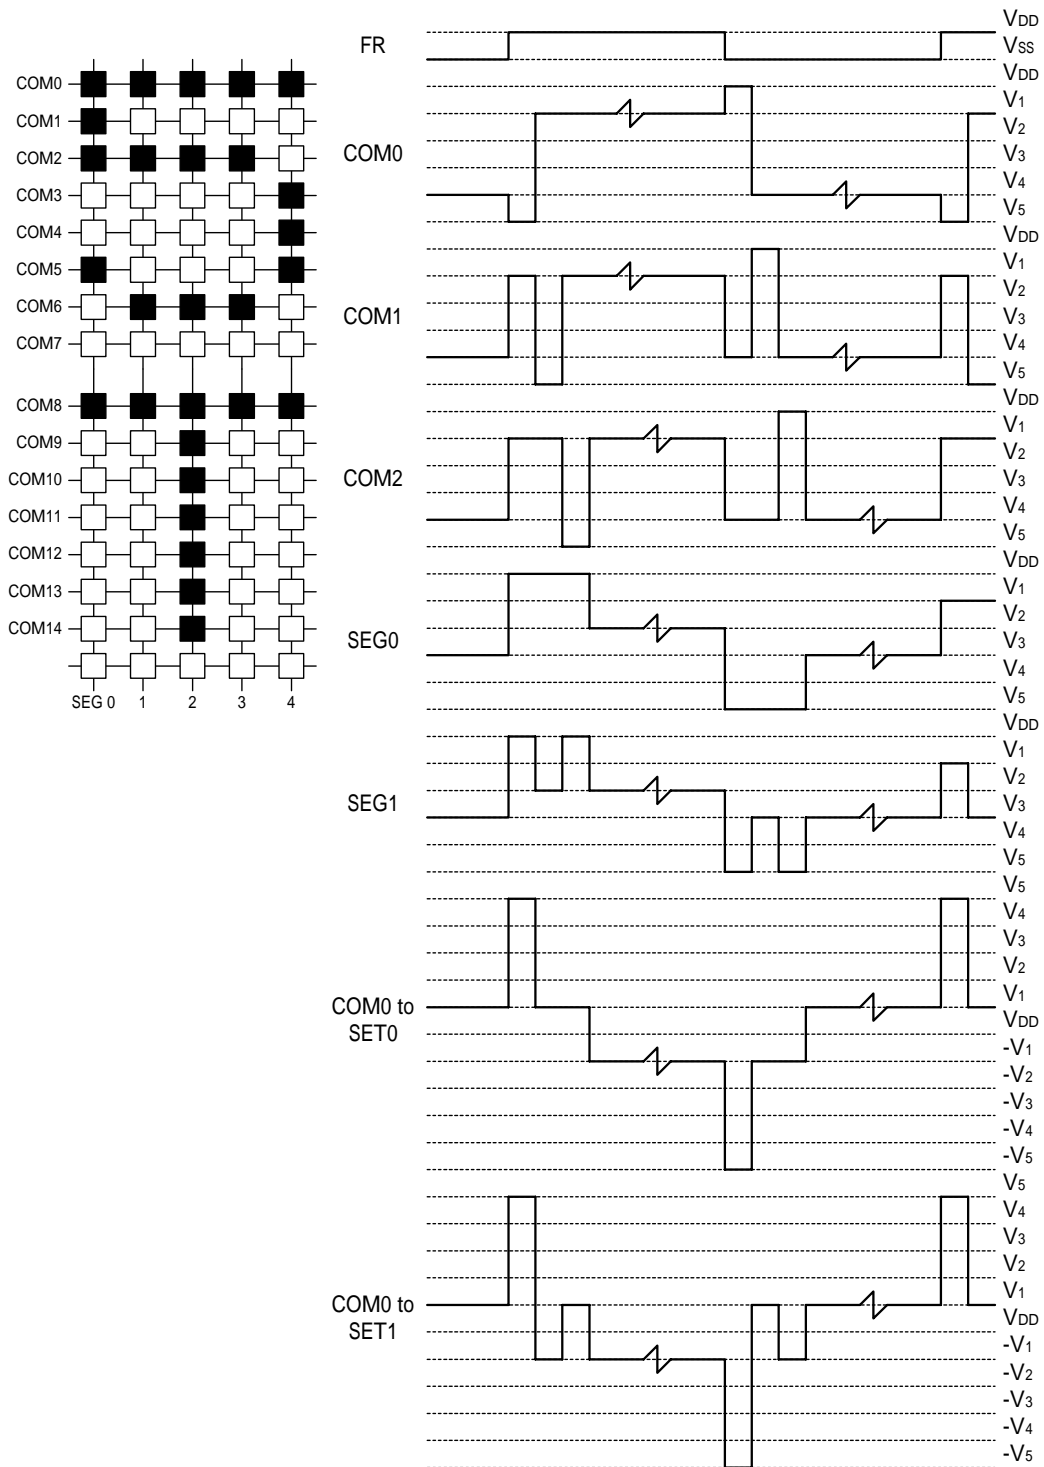 COM0
COM1
COM2
COM3
COM4
COM5
COM6
COM7
COM8
COM9
COM10
COM11
COM12
COM13
COM14
SEG 0 1 2 3 4
FR
VDD
VSS
COM0
VDD
V1
V2
V3
V4
V5
COM1
VDD
V1
V2
V3
V4
V5
COM2
VDD
V1
V2
V3
V4
V5
SEG0
VDD
V1
V2
V3
V4
V5
SEG1
VDD
V1
V2
V3
V4
V5
COM0 to
SET0
V5
V4
V3
V2
V1
VDD
-V1
-V2
-V3
-V4
-V5
COM0 to
SET1
V5
V4
V3
V2
V1
VDD
-V1
-V2
-V3
-V4
-V5